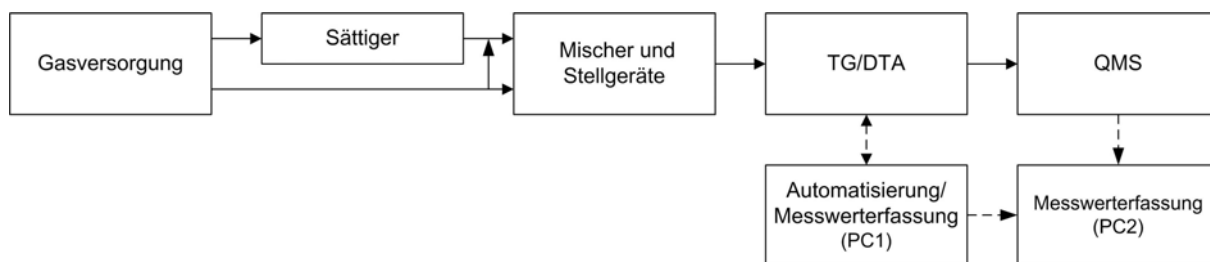 Gasversorgung
Sättiger
Mischer und
Stellgeräte
TG/DTA
QMS
Automatisierung/
Messwerterfassung
(PC1)
Messwerterfassung
(PC2)